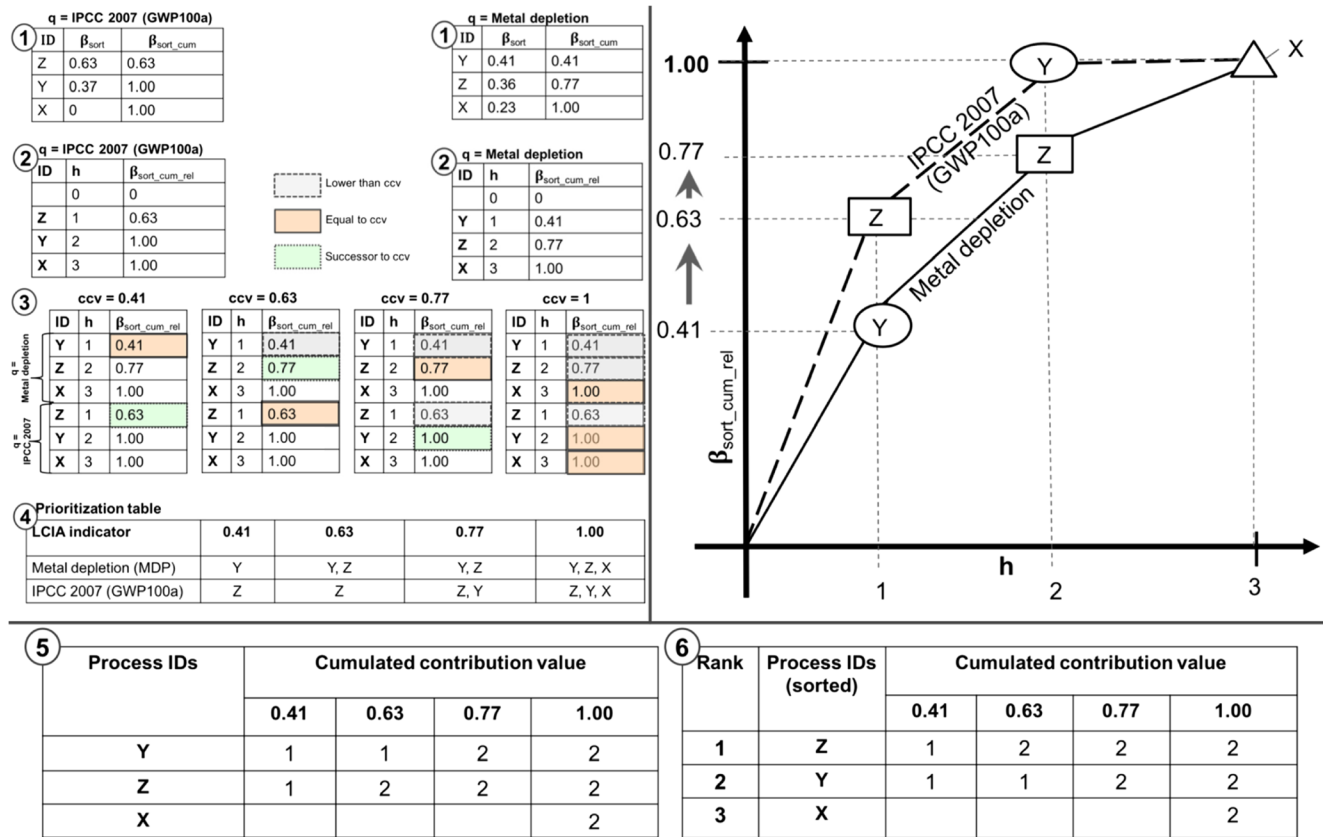 q = IPCC 2007 (GWP100a)
1
ID βsort βsort_cum
Z 0.63 0.63
Y 0.37 1.00
X 0 1.00
q = Metal depletion
1
ID βsort βsort_cum
Y 0.41 0.41
Z 0.36 0.77
X 0.23 1.00
2
q = IPCC 2007 (GWP100a)
ID h βsort_cum_rel
0 0
Z 1 0.63
Y 2 1.00
X 3 1.00
Lower than ccv
Equal to ccv
Successor to ccv
2
q = Metal depletion
ID h βsort_cum_rel
0 0
Y 1 0.41
Z 2 0.77
X 3 1.00
3
q =
Metal depletion
q =
IPCC 2007
ccv = 0.41
ID h βsort_cum_rel
Y 1 0.41
Z 2 0.77
X 3 1.00
Z 1 0.63
Y 2 1.00
X 3 1.00
ccv = 0.63
ID h βsort_cum_rel
Y 1 0.41
Z 2 0.77
X 3 1.00
Z 1 0.63
Y 2 1.00
X 3 1.00
ccv = 0.77
ID h βsort_cum_rel
Y 1 0.41
Z 2 0.77
X 3 1.00
Z 1 0.63
Y 2 1.00
X 3 1.00
ccv = 1
ID h βsort_cum_rel
Y 1 0.41
Z 2 0.77
X 3 1.00
Z 1 0.63
Y 2 1.00
X 3 1.00
4
Prioritization table
LCIA indicator 0.41 0.63 0.77 1.00
Metal depletion (MDP) Y Y, Z Y, Z Y, Z, X
IPCC 2007 (GWP100a) Z Z Z, Y Z, Y, X
1.00
0.77
0.63
0.41
βsort_cum_rel
Y
X
Z
Z
Y
IPCC 2007
(GWP100a)
Metal depletion
h
1
2
3
5
Process IDs Cumulated contribution value
0.41 0.63 0.77 1.00
Y 1 1 2 2
Z 1 2 2 2
X 2
6
Rank Process IDs Cumulated contribution value
(sorted)
0.41 0.63 0.77 1.00
1 Z 1 2 2 2
2 Y 1 1 2 2
3 X 2